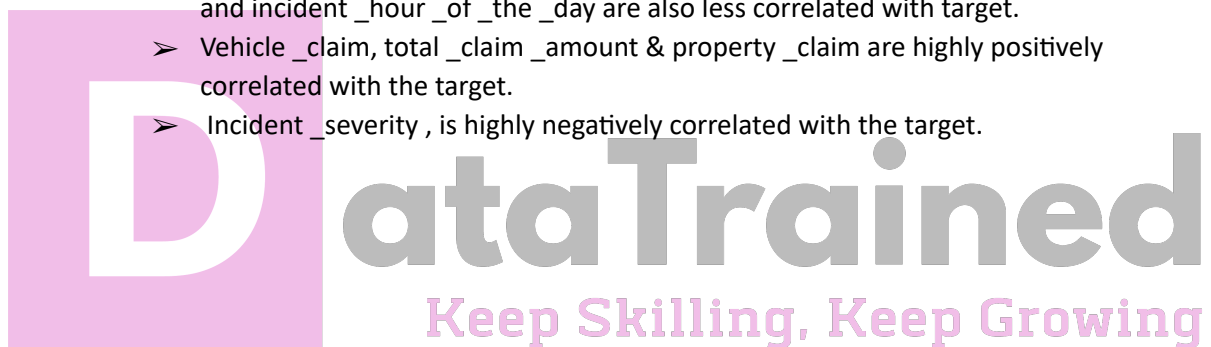 and incident _hour _of _the _day are also less correlated with target.
➢ Vehicle _claim, total _claim _amount & property _claim are highly positively
correlated with the target.
➢ Incident _severity , is highly negatively correlated with the target.
DataTrained
Keep Skilling, Keep Growing